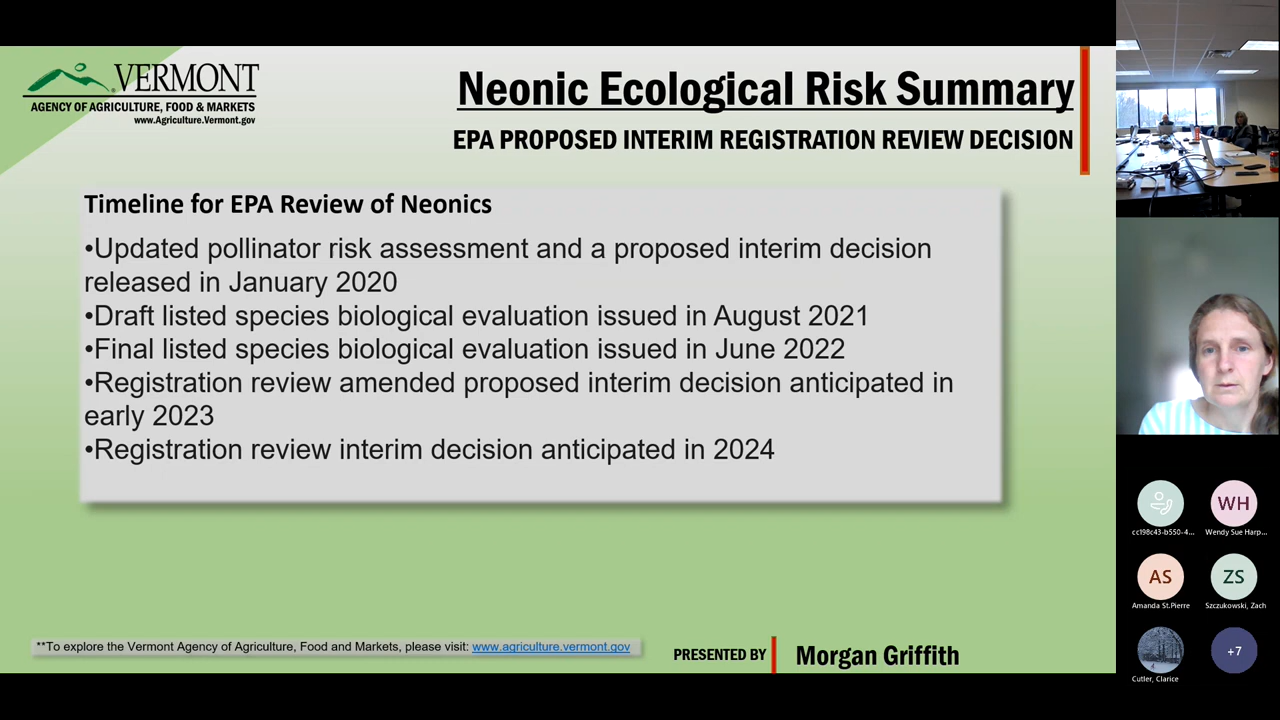 VERMONT
AGENCY OF AGRICULTURE, FOOD & MARKETS
www.Agriculture.Vermont.gov
Neonic Ecological Risk Summary
EPA PROPOSED INTERIM REGISTRATION REVIEW DECISION
Timeline for EPA Review of Neonics
•Updated pollinator risk assessment and a proposed interim decision
released in January 2020
•Draft listed species biological evaluation issued in August 2021
•Final listed species biological evaluation issued in June 2022
•Registration review amended proposed interim decision anticipated in
early 2023
•Registration review interim decision anticipated in 2024
**To explore the Vermont Agency of Agriculture, Food and Markets, please visit: www.agriculture.vermont.gov
PRESENTED BY
Morgan Griffith
WH
cc198c43-b550-4...
Wendy Sue Harp...
AS
ZS
Amanda St.Pierre
Szczukowski, Zach
+7
Cutler, Clarice